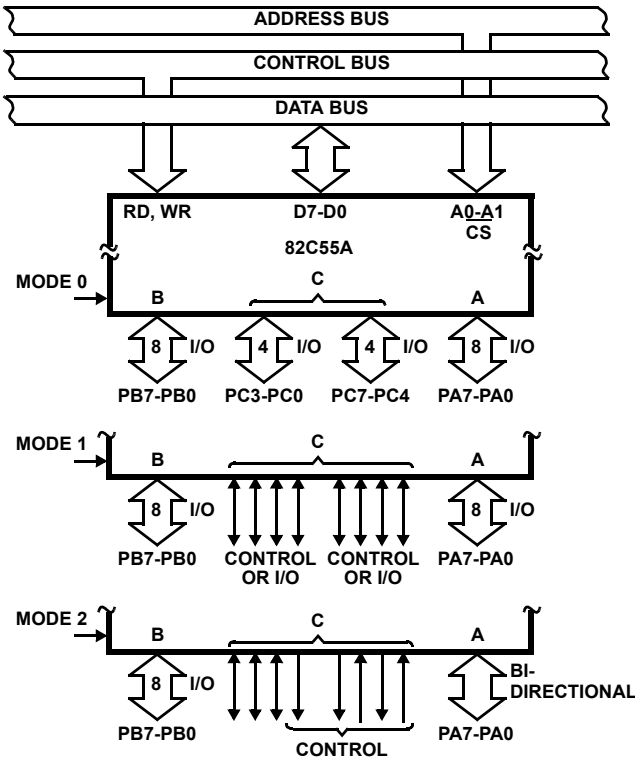 ADDRESS BUS
CONTROL BUS
DATA BUS
RD, WR D7-D0 A0-A1
CS
82C55A
MODE 0
B C A
8 I/O 4 I/O 4 I/O 8 I/O
PB7-PB0 PC3-PC0 PC7-PC4 PA7-PA0
MODE 1
B C A
8 I/O 8 I/O
PB7-PB0 CONTROL OR I/O CONTROL OR I/O PA7-PA0
MODE 2
B C A
8 I/O BI-
DIRECTIONAL
PB7-PB0 PA7-PA0
CONTROL